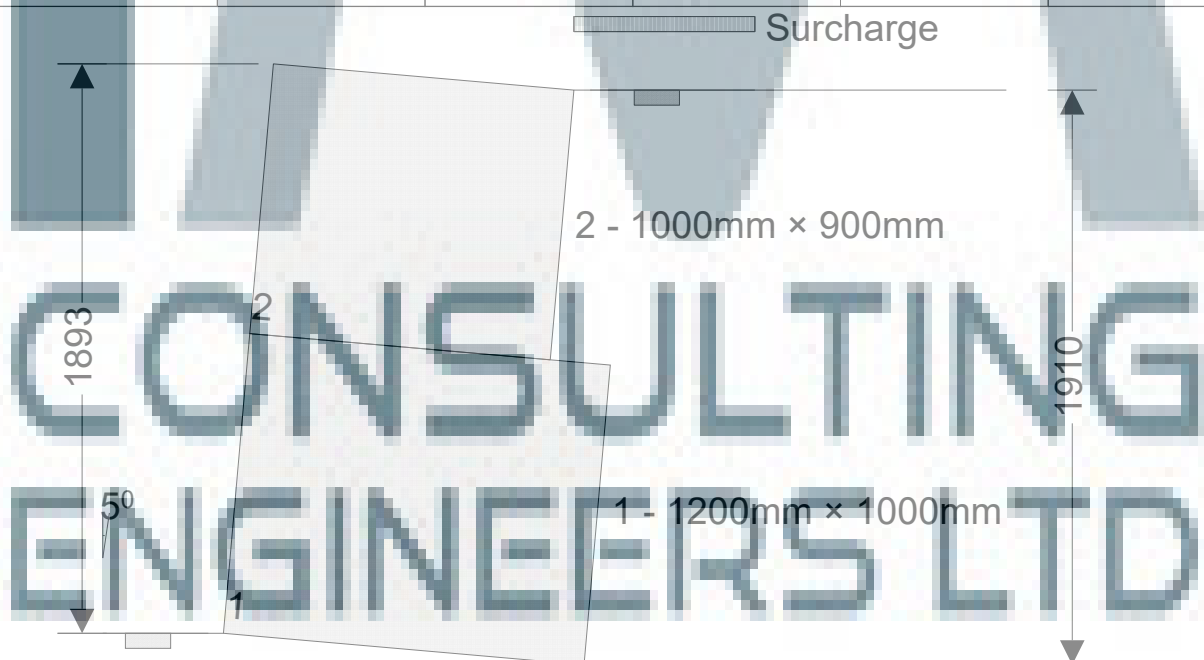 Surcharge
2 - 1000mm × 900mm
2
1893
1910
CONSULTING
5⁰
1 - 1200mm × 1000mm
ENGINEERS LTD
1